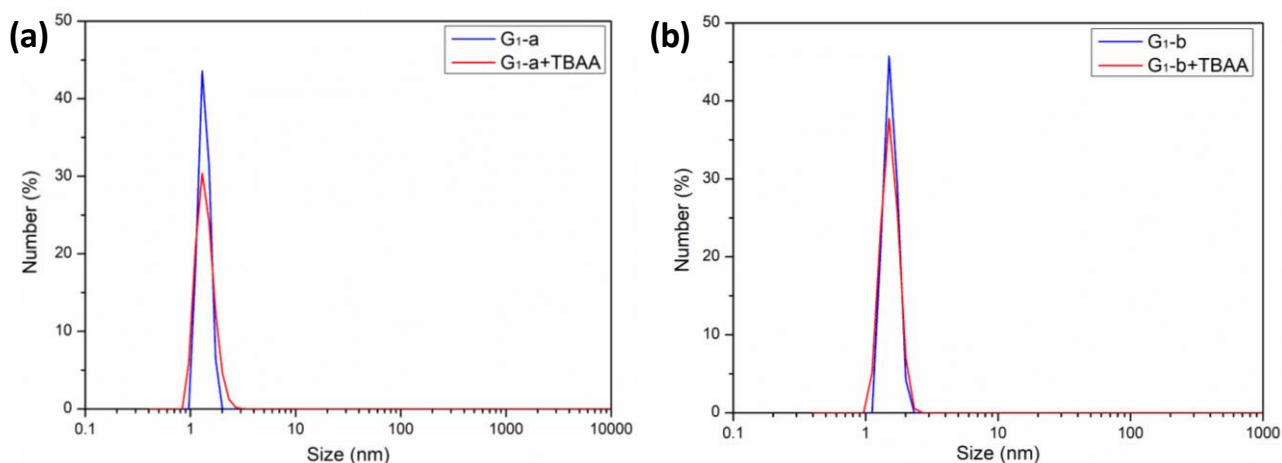 (a)
G₁-a
G₁-a+TBAA
50
40
30
20
10
0
Number (%)
0.1 1 10 100 1000 10000
Size (nm)
(b)
G₁-b
G₁-b+TBAA
50
40
30
20
10
0
Number (%)
0.1 1 10 100 1000
Size (nm)